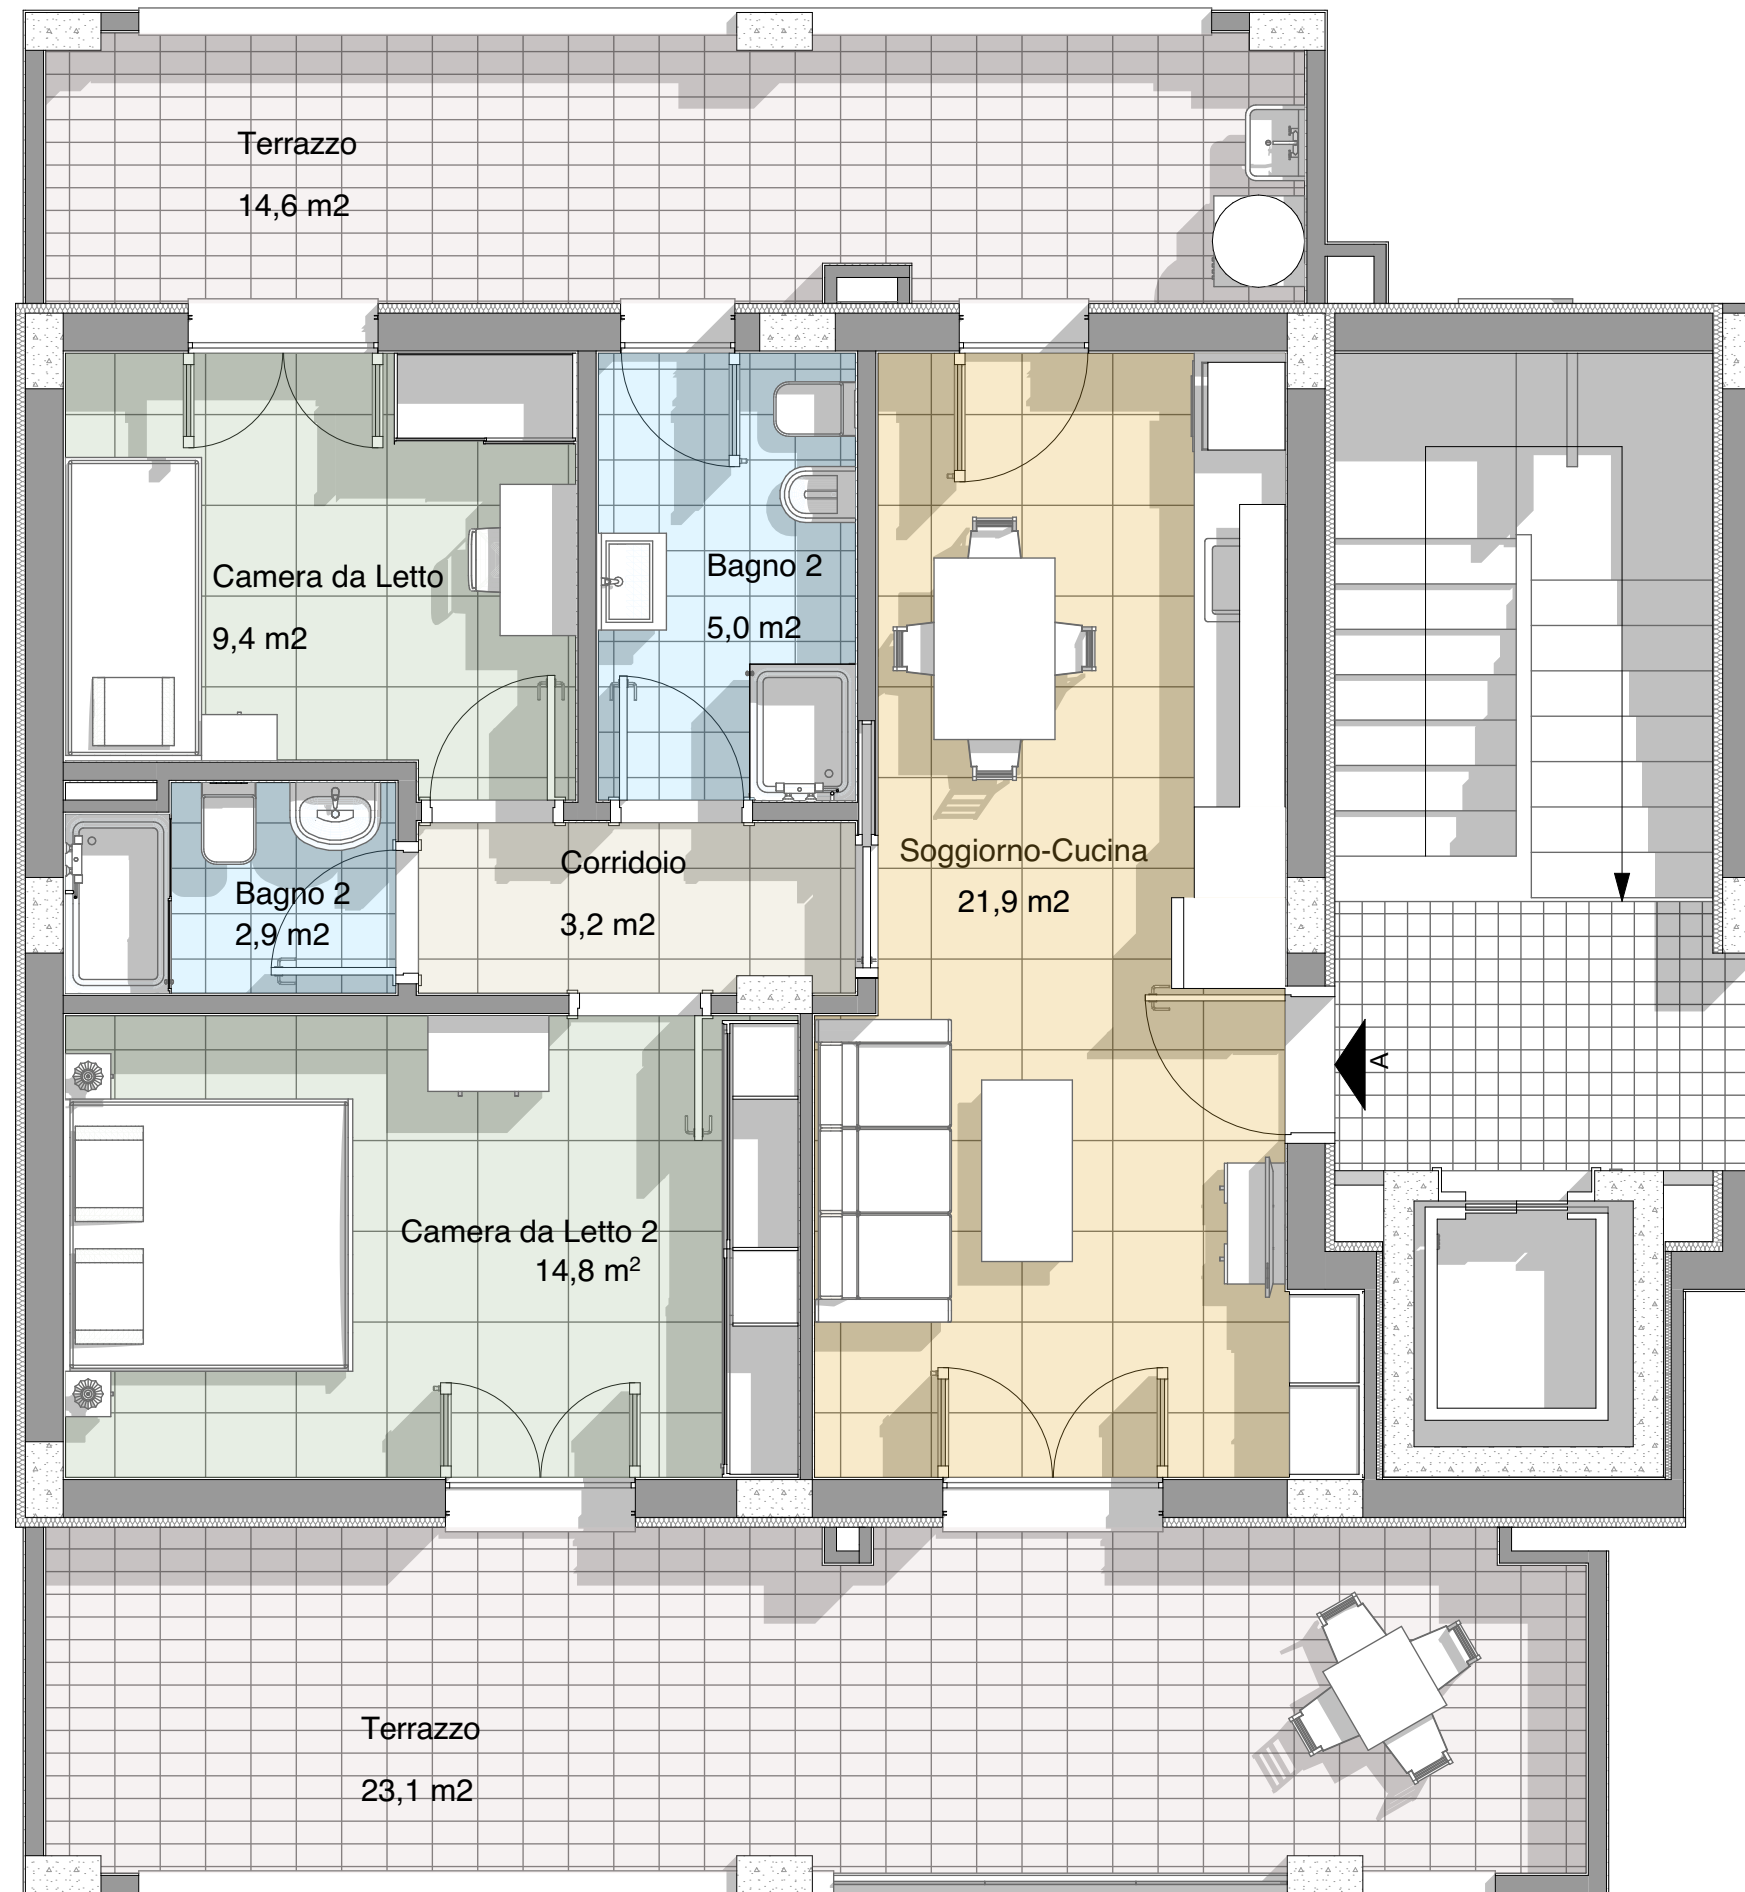 Terrazzo
14,6 m2
Camera da Letto
9,4 m2
Bagno 2
5,0 m2
Soggiorno-Cucina
21,9 m2
Corridoio
3,2 m2
Bagno 2
2,9 m2
A
Camera da Letto 2
14,8 m²
Terrazzo
23,1 m2